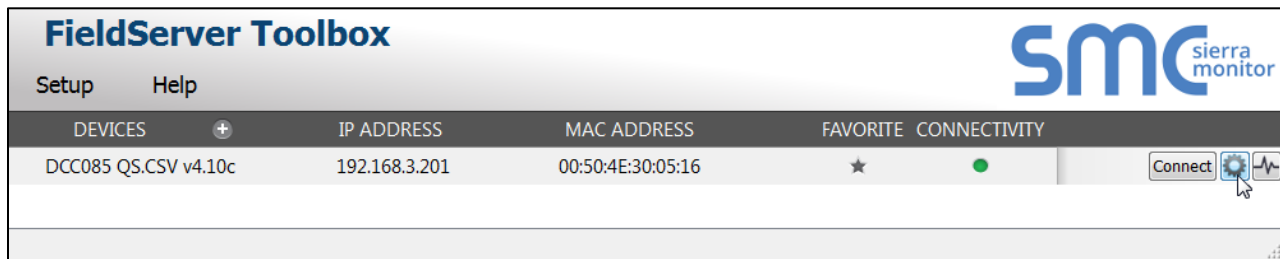 FieldServer Toolbox
SMC sierra monitor
Setup Help
DEVICES IP ADDRESS MAC ADDRESS FAVORITE CONNECTIVITY
DCC085 QS.CSV v4.10c 192.168.3.201 00:50:4E:30:05:16 Connect